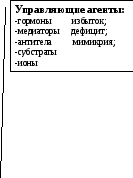 Управляющие агенты:
-гормоны избыток;
-медиаторы дефицит;
-антитела мимикрия;
-субстраты
-ионы